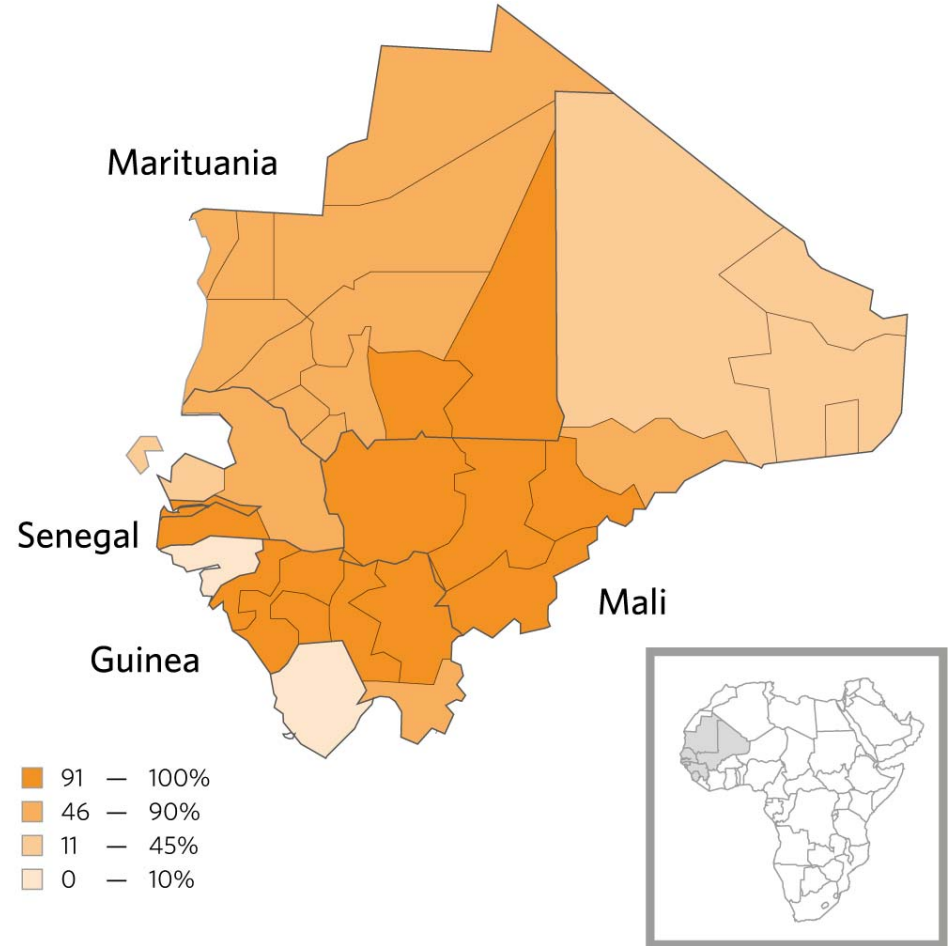 Marituania
Senegal
Mali
Guinea
91 — 100%
46 — 90%
11 — 45%
0 — 10%